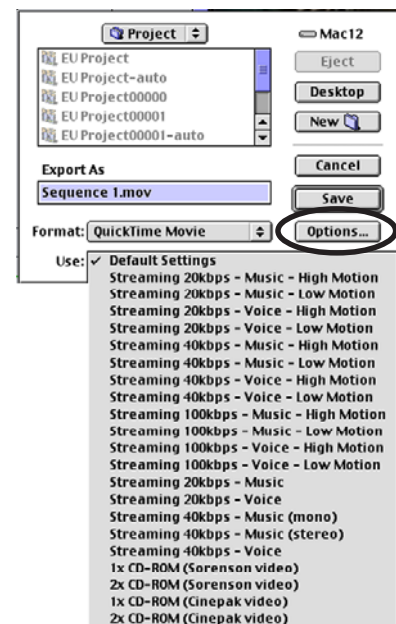 Project
Mac12
EU Project
EU Project-auto
EU Project00000
EU Project00001
EU Project00001-auto
Eject
Desktop
New
Export As
Sequence 1.mov
Cancel
Save
Format: QuickTime Movie
Options...
Use: ✓ Default Settings
Streaming 20kbps - Music - High Motion
Streaming 20kbps - Music - Low Motion
Streaming 20kbps - Voice - High Motion
Streaming 20kbps - Voice - Low Motion
Streaming 40kbps - Music - High Motion
Streaming 40kbps - Music - Low Motion
Streaming 40kbps - Voice - High Motion
Streaming 40kbps - Voice - Low Motion
Streaming 100kbps - Music - High Motion
Streaming 100kbps - Music - Low Motion
Streaming 100kbps - Voice - High Motion
Streaming 100kbps - Voice - Low Motion
Streaming 20kbps - Music
Streaming 20kbps - Voice
Streaming 40kbps - Music (mono)
Streaming 40kbps - Music (stereo)
Streaming 40kbps - Voice
1x CD-ROM (Sorenson video)
2x CD-ROM (Sorenson video)
1x CD-ROM (Cinepak video)
2x CD-ROM (Cinepak video)